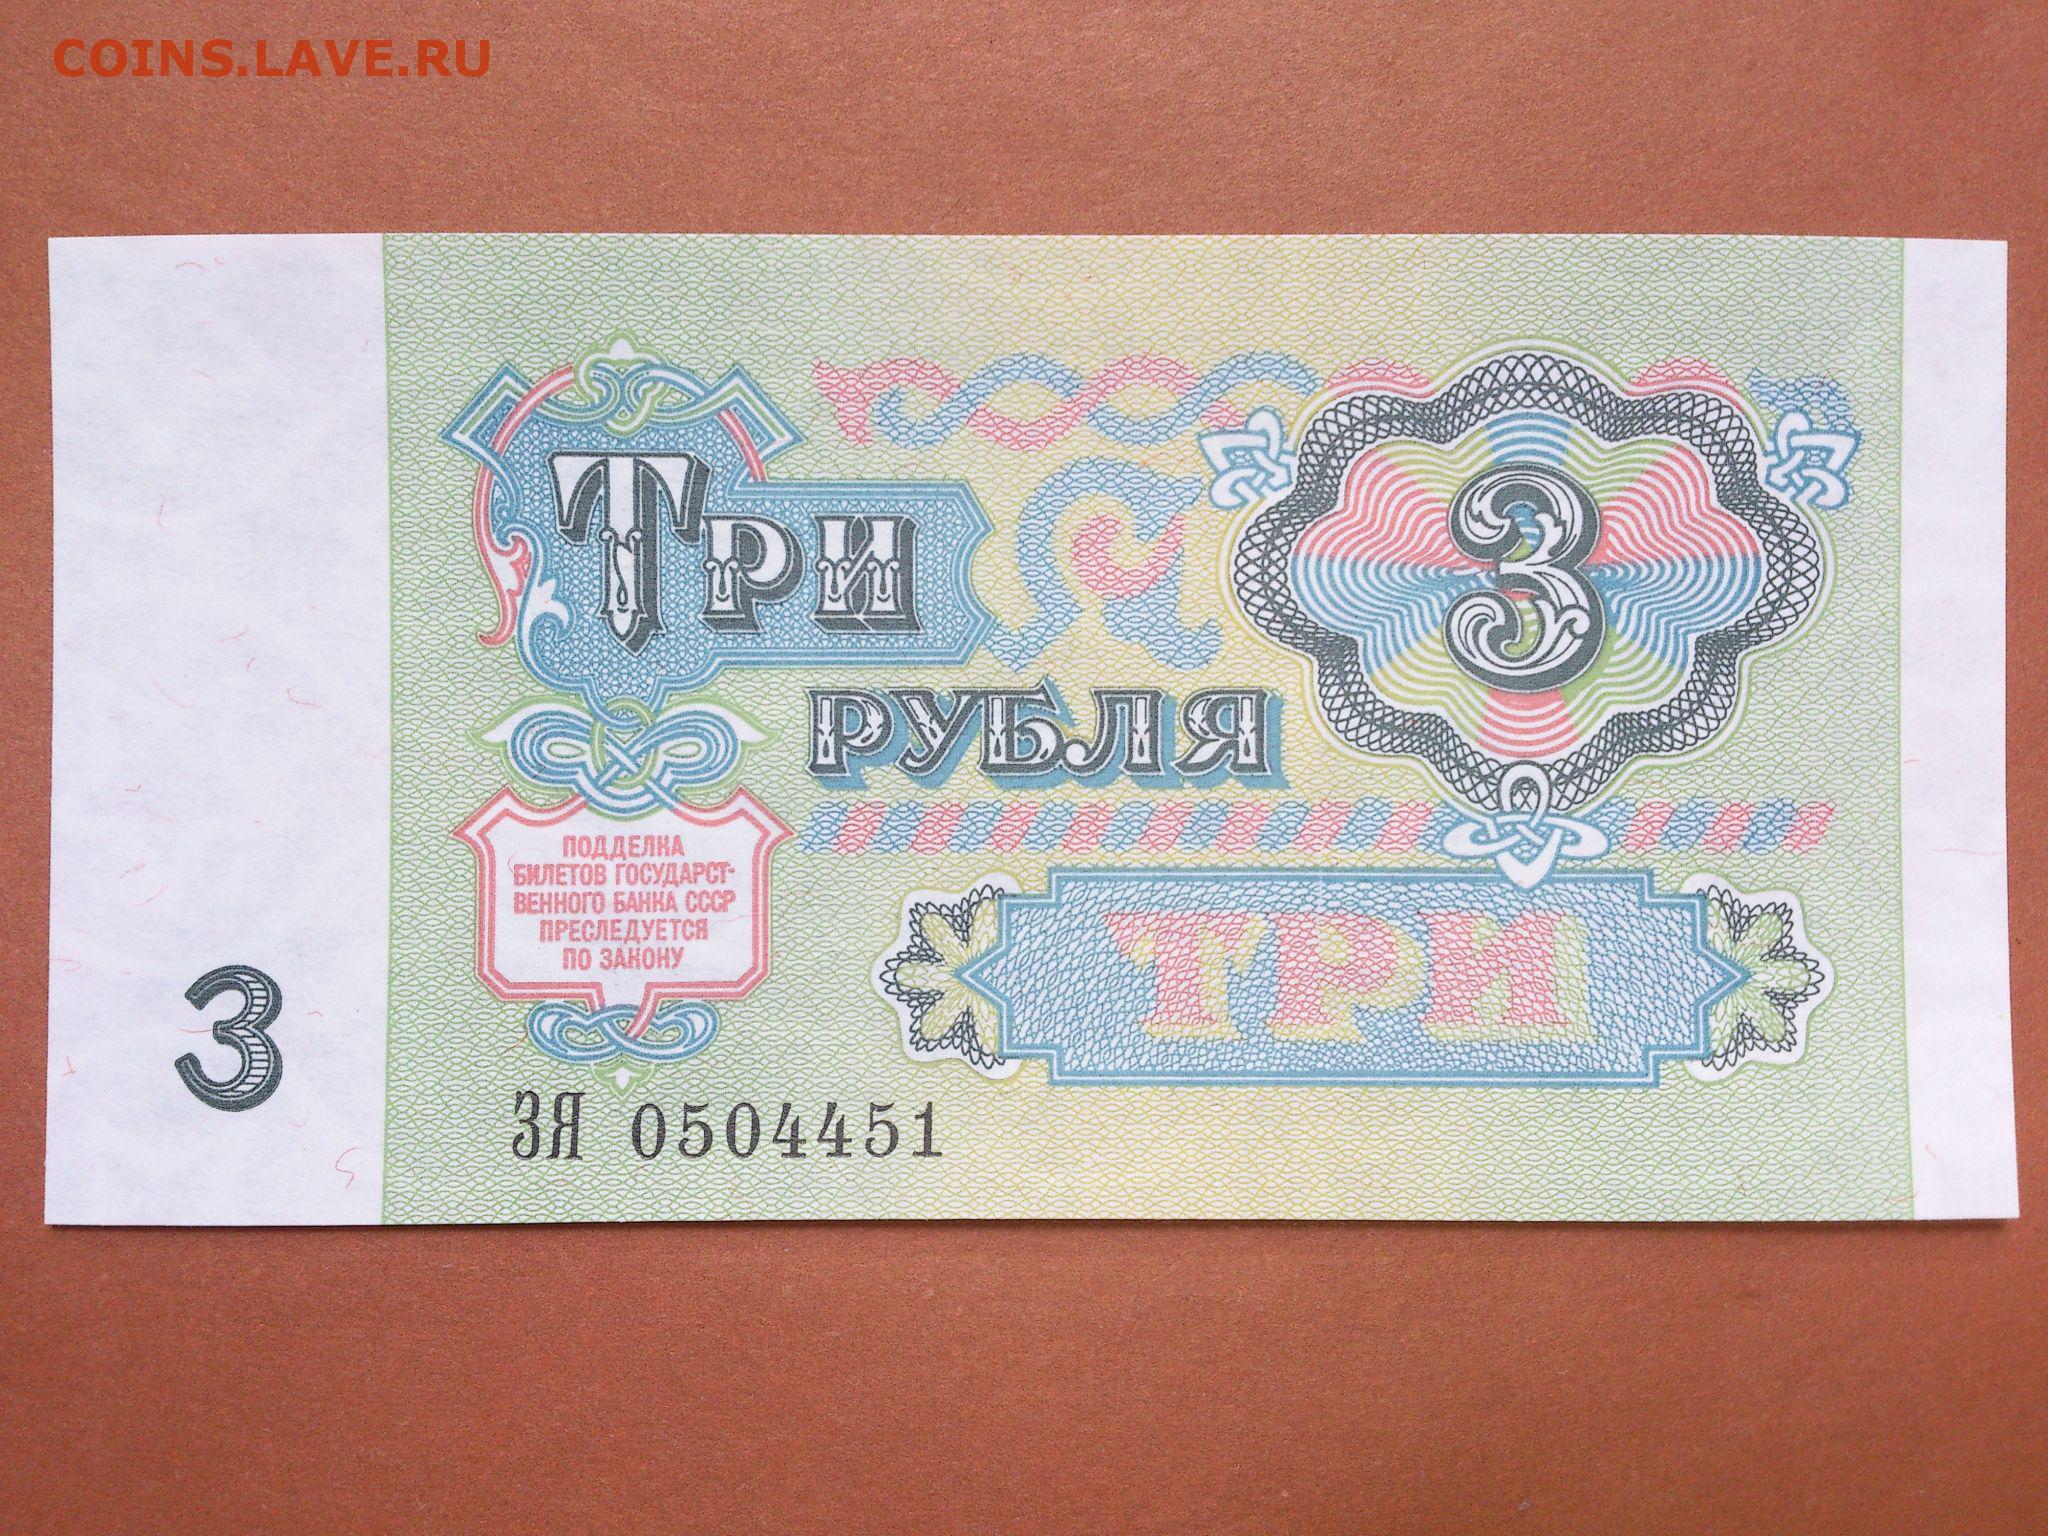 COINS.LAVE.RU
ТРИ
РУБЛЯ
3
ПОДДЕЛКА
БИЛЕТОВ ГОСУДАРСТ-
ВЕННОГО БАНКА СССР
ПРЕСЛЕДУЕТСЯ
ПО ЗАКОНУ
ТРИ
3
ЗЯ 0504451